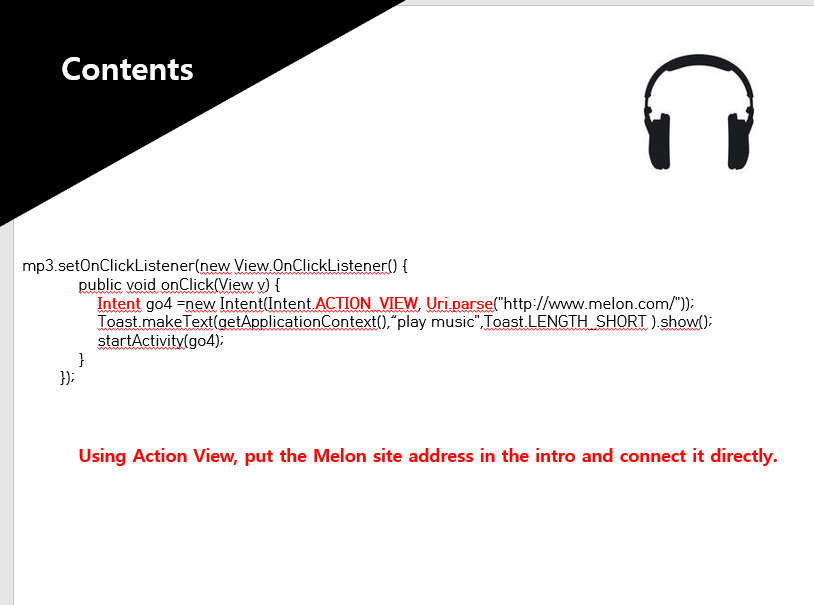 Contents
mp3.setOnClickListener(new View.OnClickListener() {
public void onClick(View v) {
Intent go4 =new Intent(Intent.ACTION_VIEW, Uri.parse("http://www.melon.com/"));
Toast.makeText(getApplicationContext(),“play music",Toast.LENGTH_SHORT ).show();
startActivity(go4);
}
});
Using Action View, put the Melon site address in the intro and connect it directly.